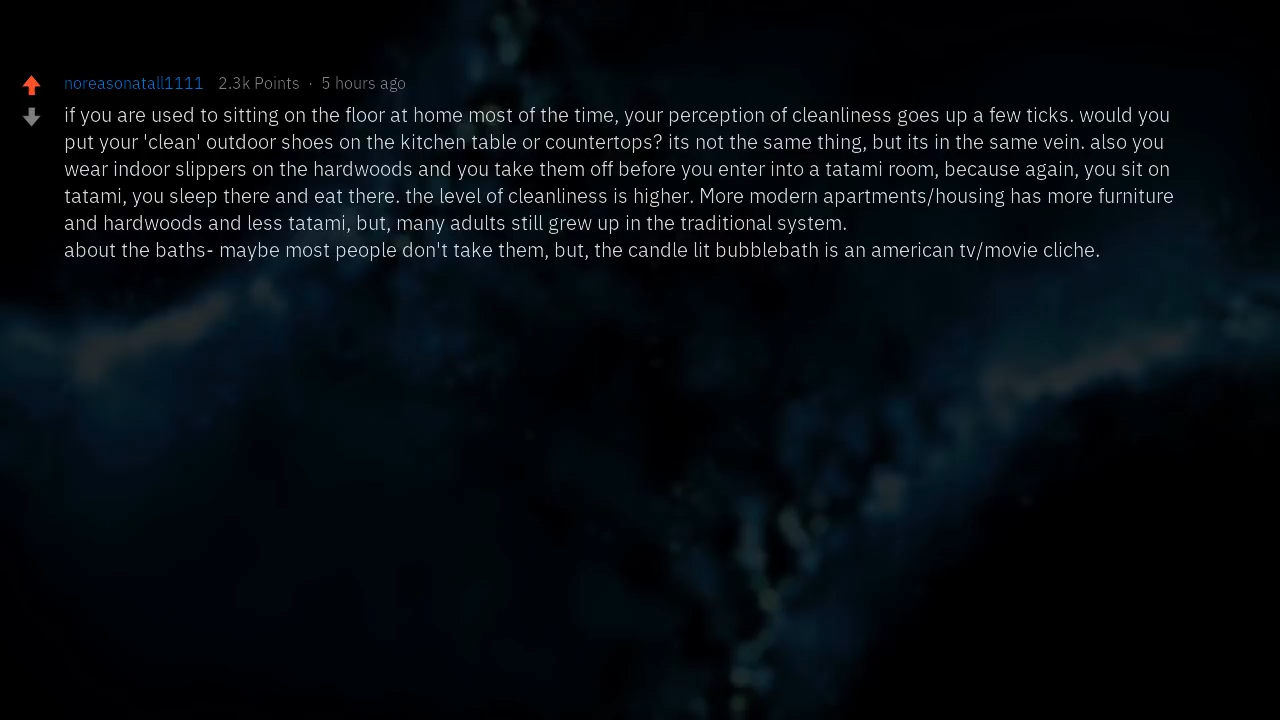 noreasonatall1111 2.3k Points · 5 hours ago
if you are used to sitting on the floor at home most of the time, your perception of cleanliness goes up a few ticks. would you
put your 'clean' outdoor shoes on the kitchen table or countertops? its not the same thing, but its in the same vein. also you
wear indoor slippers on the hardwoods and you take them off before you enter into a tatami room, because again, you sit on
tatami, you sleep there and eat there. the level of cleanliness is higher. More modern apartments/housing has more furniture
and hardwoods and less tatami, but, many adults still grew up in the traditional system.
about the baths- maybe most people don't take them, but, the candle lit bubblebath is an american tv/movie cliche.